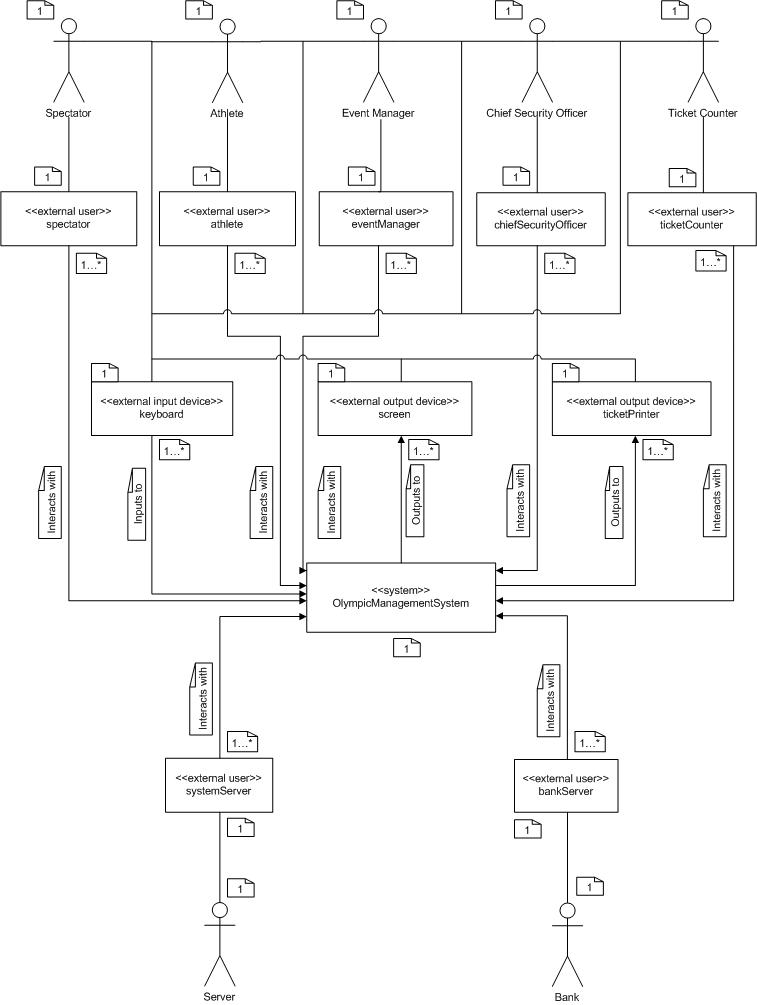 1
1
1
1
1
Spectator
Athlete
Event Manager
Chief Security Officer
Ticket Counter
1
1
1
1
1
<<external user>>
spectator
<<external user>>
athlete
<<external user>>
eventManager
<<external user>>
chiefSecurityOfficer
<<external user>>
ticketCounter
1...*
1...*
1...*
1...*
1...*
1
1
1
<<external input device>>
keyboard
<<external output device>>
screen
<<external output device>>
ticketPrinter
1...*
1...*
1...*
Interacts with
Inputs to
Interacts with
Interacts with
Outputs to
Interacts with
Outputs to
Interacts with
<<system>>
OlympicManagementSystem
1
Interacts with
Interacts with
1...*
1...*
<<external user>>
systemServer
<<external user>>
bankServer
1
1
1
1
Server
Bank